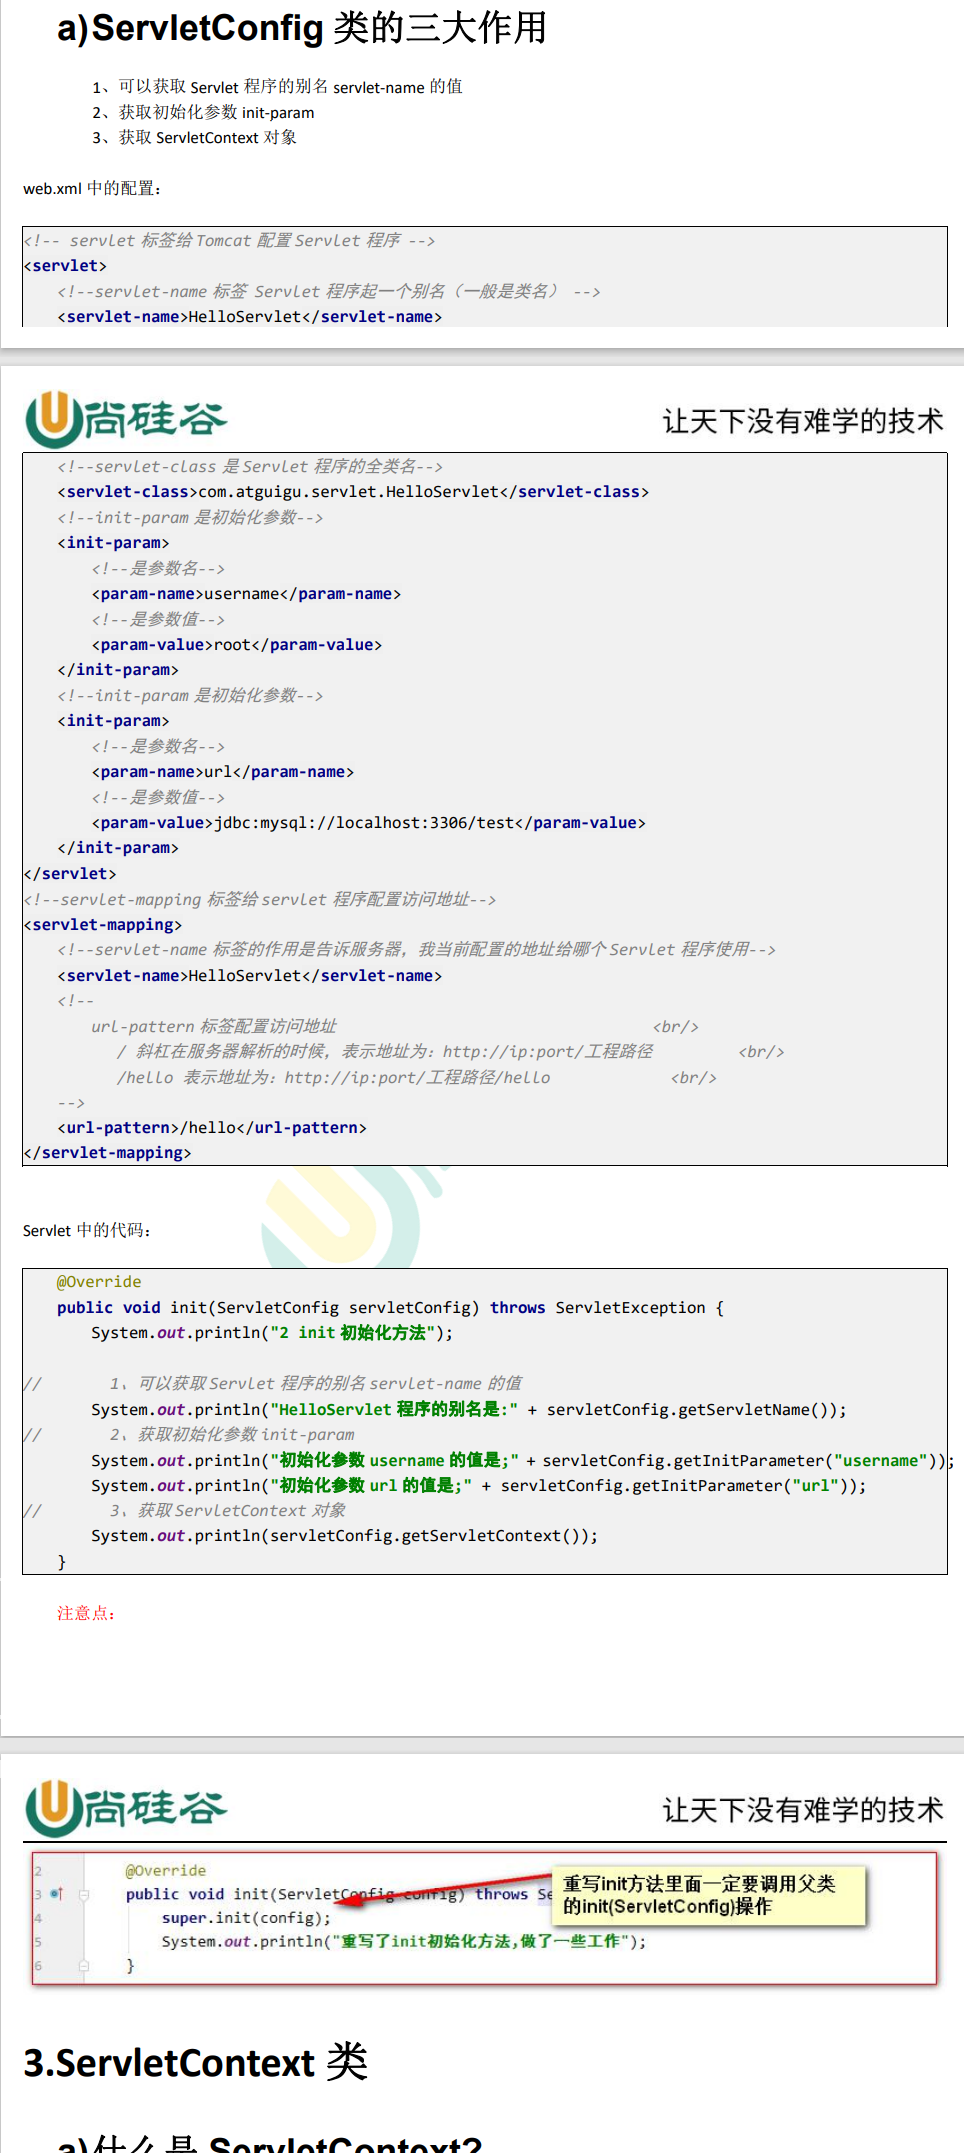 a)ServletConfig 类的三大作用
1、可以获取 Servlet 程序的别名 servlet-name 的值
2、获取初始化参数 init-param
3、获取 ServletContext 对象
web.xml 中的配置：
<!-- servlet 标签给 Tomcat 配置 Servlet 程序 -->
<servlet>
<!--servlet-name 标签 Servlet 程序起一个别名（一般是类名） -->
<servlet-name>HelloServlet</servlet-name>
尚硅谷
让天下没有难学的技术
<!--servlet-class 是 Servlet 程序的全类名-->
<servlet-class>com.atguigu.servlet.HelloServlet</servlet-class>
<!--init-param 是初始化参数-->
<init-param>
<!--是参数名-->
<param-name>username</param-name>
<!--是参数值-->
<param-value>root</param-value>
</init-param>
<!--init-param 是初始化参数-->
<init-param>
<!--是参数名-->
<param-name>url</param-name>
<!--是参数值-->
<param-value>jdbc:mysql://localhost:3306/test</param-value>
</init-param>
</servlet>
<!--servlet-mapping 标签给 servlet 程序配置访问地址-->
<servlet-mapping>
<!--servlet-name 标签的作用是告诉服务器，我当前配置的地址给哪个 Servlet 程序使用-->
<servlet-name>HelloServlet</servlet-name>
<!--
url-pattern 标签配置访问地址 <br/>
/ 斜杠在服务器解析的时候，表示地址为：http://ip:port/工程路径 <br/>
/hello 表示地址为：http://ip:port/工程路径/hello <br/>
-->
<url-pattern>/hello</url-pattern>
</servlet-mapping>
Servlet 中的代码：
@Override
public void init(ServletConfig servletConfig) throws ServletException {
System.out.println("2 init 初始化方法");
// 1、可以获取 Servlet 程序的别名 servlet-name 的值
System.out.println("HelloServlet 程序的别名是:" + servletConfig.getServletName());
// 2、获取初始化参数 init-param
System.out.println("初始化参数 username 的值是;" + servletConfig.getInitParameter("username"));
System.out.println("初始化参数 url 的值是;" + servletConfig.getInitParameter("url"));
// 3、获取 ServletContext 对象
System.out.println(servletConfig.getServletContext());
}
注意点：
尚硅谷
让天下没有难学的技术
2 @Override
3 public void init(ServletConfig config) throws Se
4 super.init(config);
5 System.out.println("重写了init初始化方法,做了一些工作");
6 }
重写init方法里面一定要调用父类
的init(ServletConfig)操作
3.ServletContext 类
a)什么是 ServletContext?